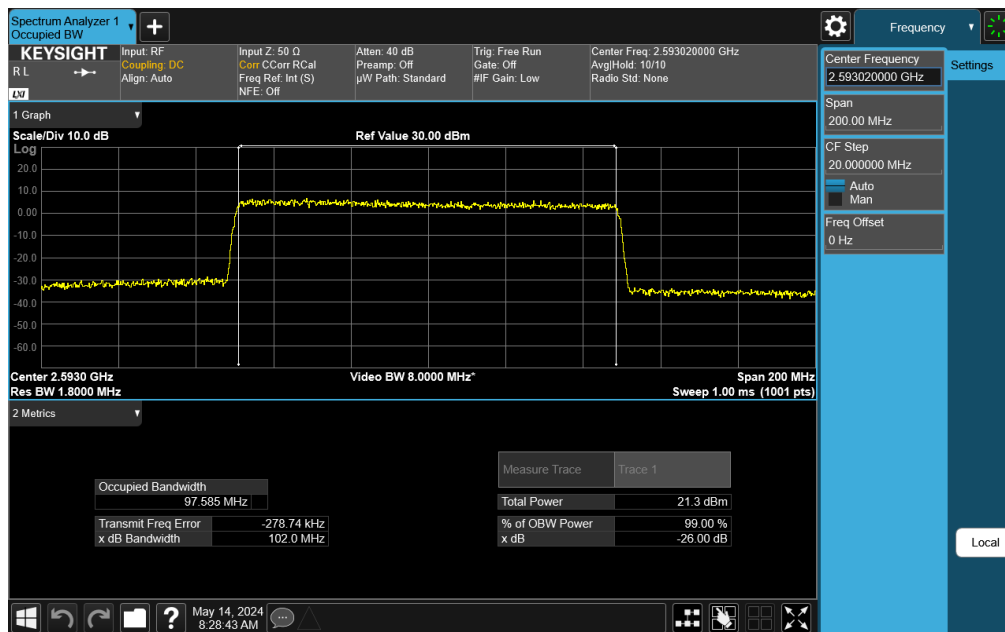 Spectrum Analyzer 1
Occupied BW
Frequency
KEYSIGHT
R L
LXI
Input: RF
Coupling: DC
Align: Auto
Input Z: 50 Ω
Corr CCorr RCal
Freq Ref: Int (S)
NFE: Off
Atten: 40 dB
Preamp: Off
µW Path: Standard
Trig: Free Run
Gate: Off
#IF Gain: Low
Center Freq: 2.593020000 GHz
Avg|Hold: 10/10
Radio Std: None
Center Frequency
2.593020000 GHz
Settings
Span
200.00 MHz
CF Step
20.000000 MHz
Auto
Man
Freq Offset
0 Hz
1 Graph
Scale/Div 10.0 dB
Ref Value 30.00 dBm
Log
20.0
10.0
0.00
-10.0
-20.0
-30.0
-40.0
-50.0
-60.0
Center 2.5930 GHz
Video BW 8.0000 MHz*
Span 200 MHz
Res BW 1.8000 MHz
Sweep 1.00 ms (1001 pts)
2 Metrics
Measure Trace
Trace 1
Occupied Bandwidth
97.585 MHz
Total Power
21.3 dBm
Transmit Freq Error
-278.74 kHz
% of OBW Power
99.00 %
x dB Bandwidth
102.0 MHz
x dB
-26.00 dB
Local
?
May 14, 2024
8:28:43 AM